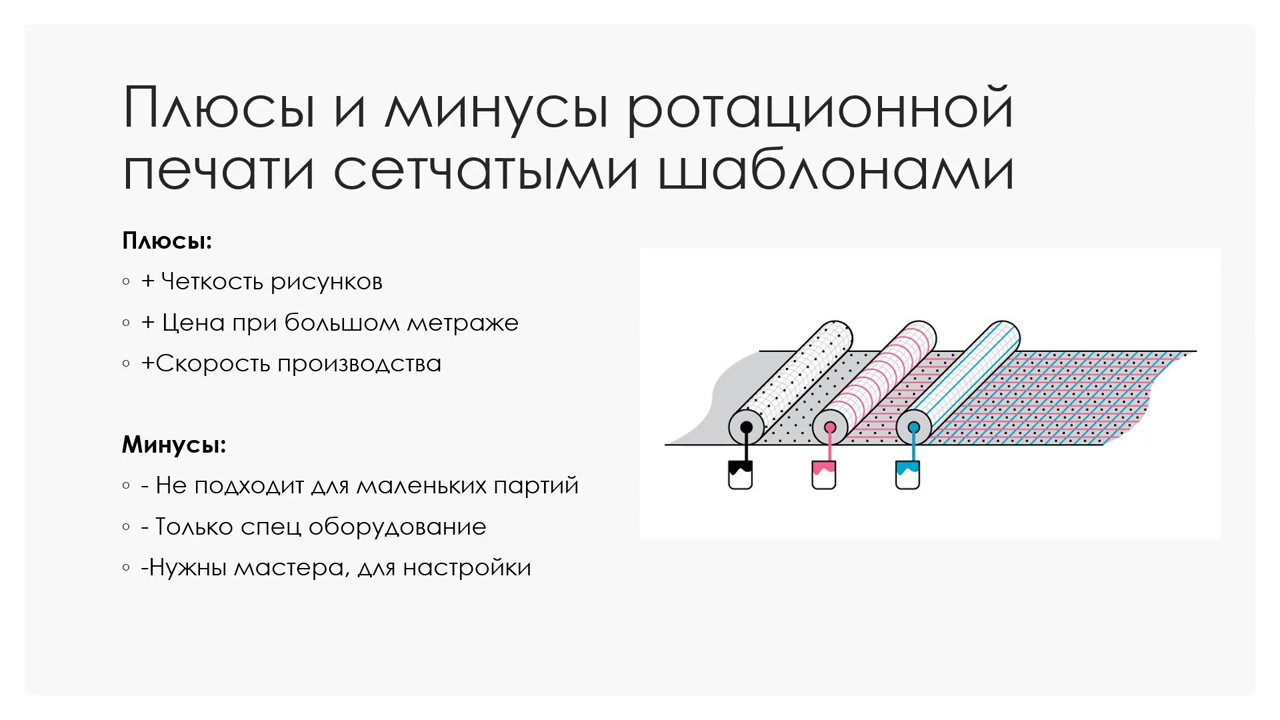 Плюсы и минусы ротационной
печати сетчатыми шаблонами
Плюсы:
◦ + Четкость рисунков
◦ + Цена при большом метраже
◦ +Скорость производства
Минусы:
◦ - Не подходит для маленьких партий
◦ - Только спец оборудование
◦ -Нужны мастера, для настройки